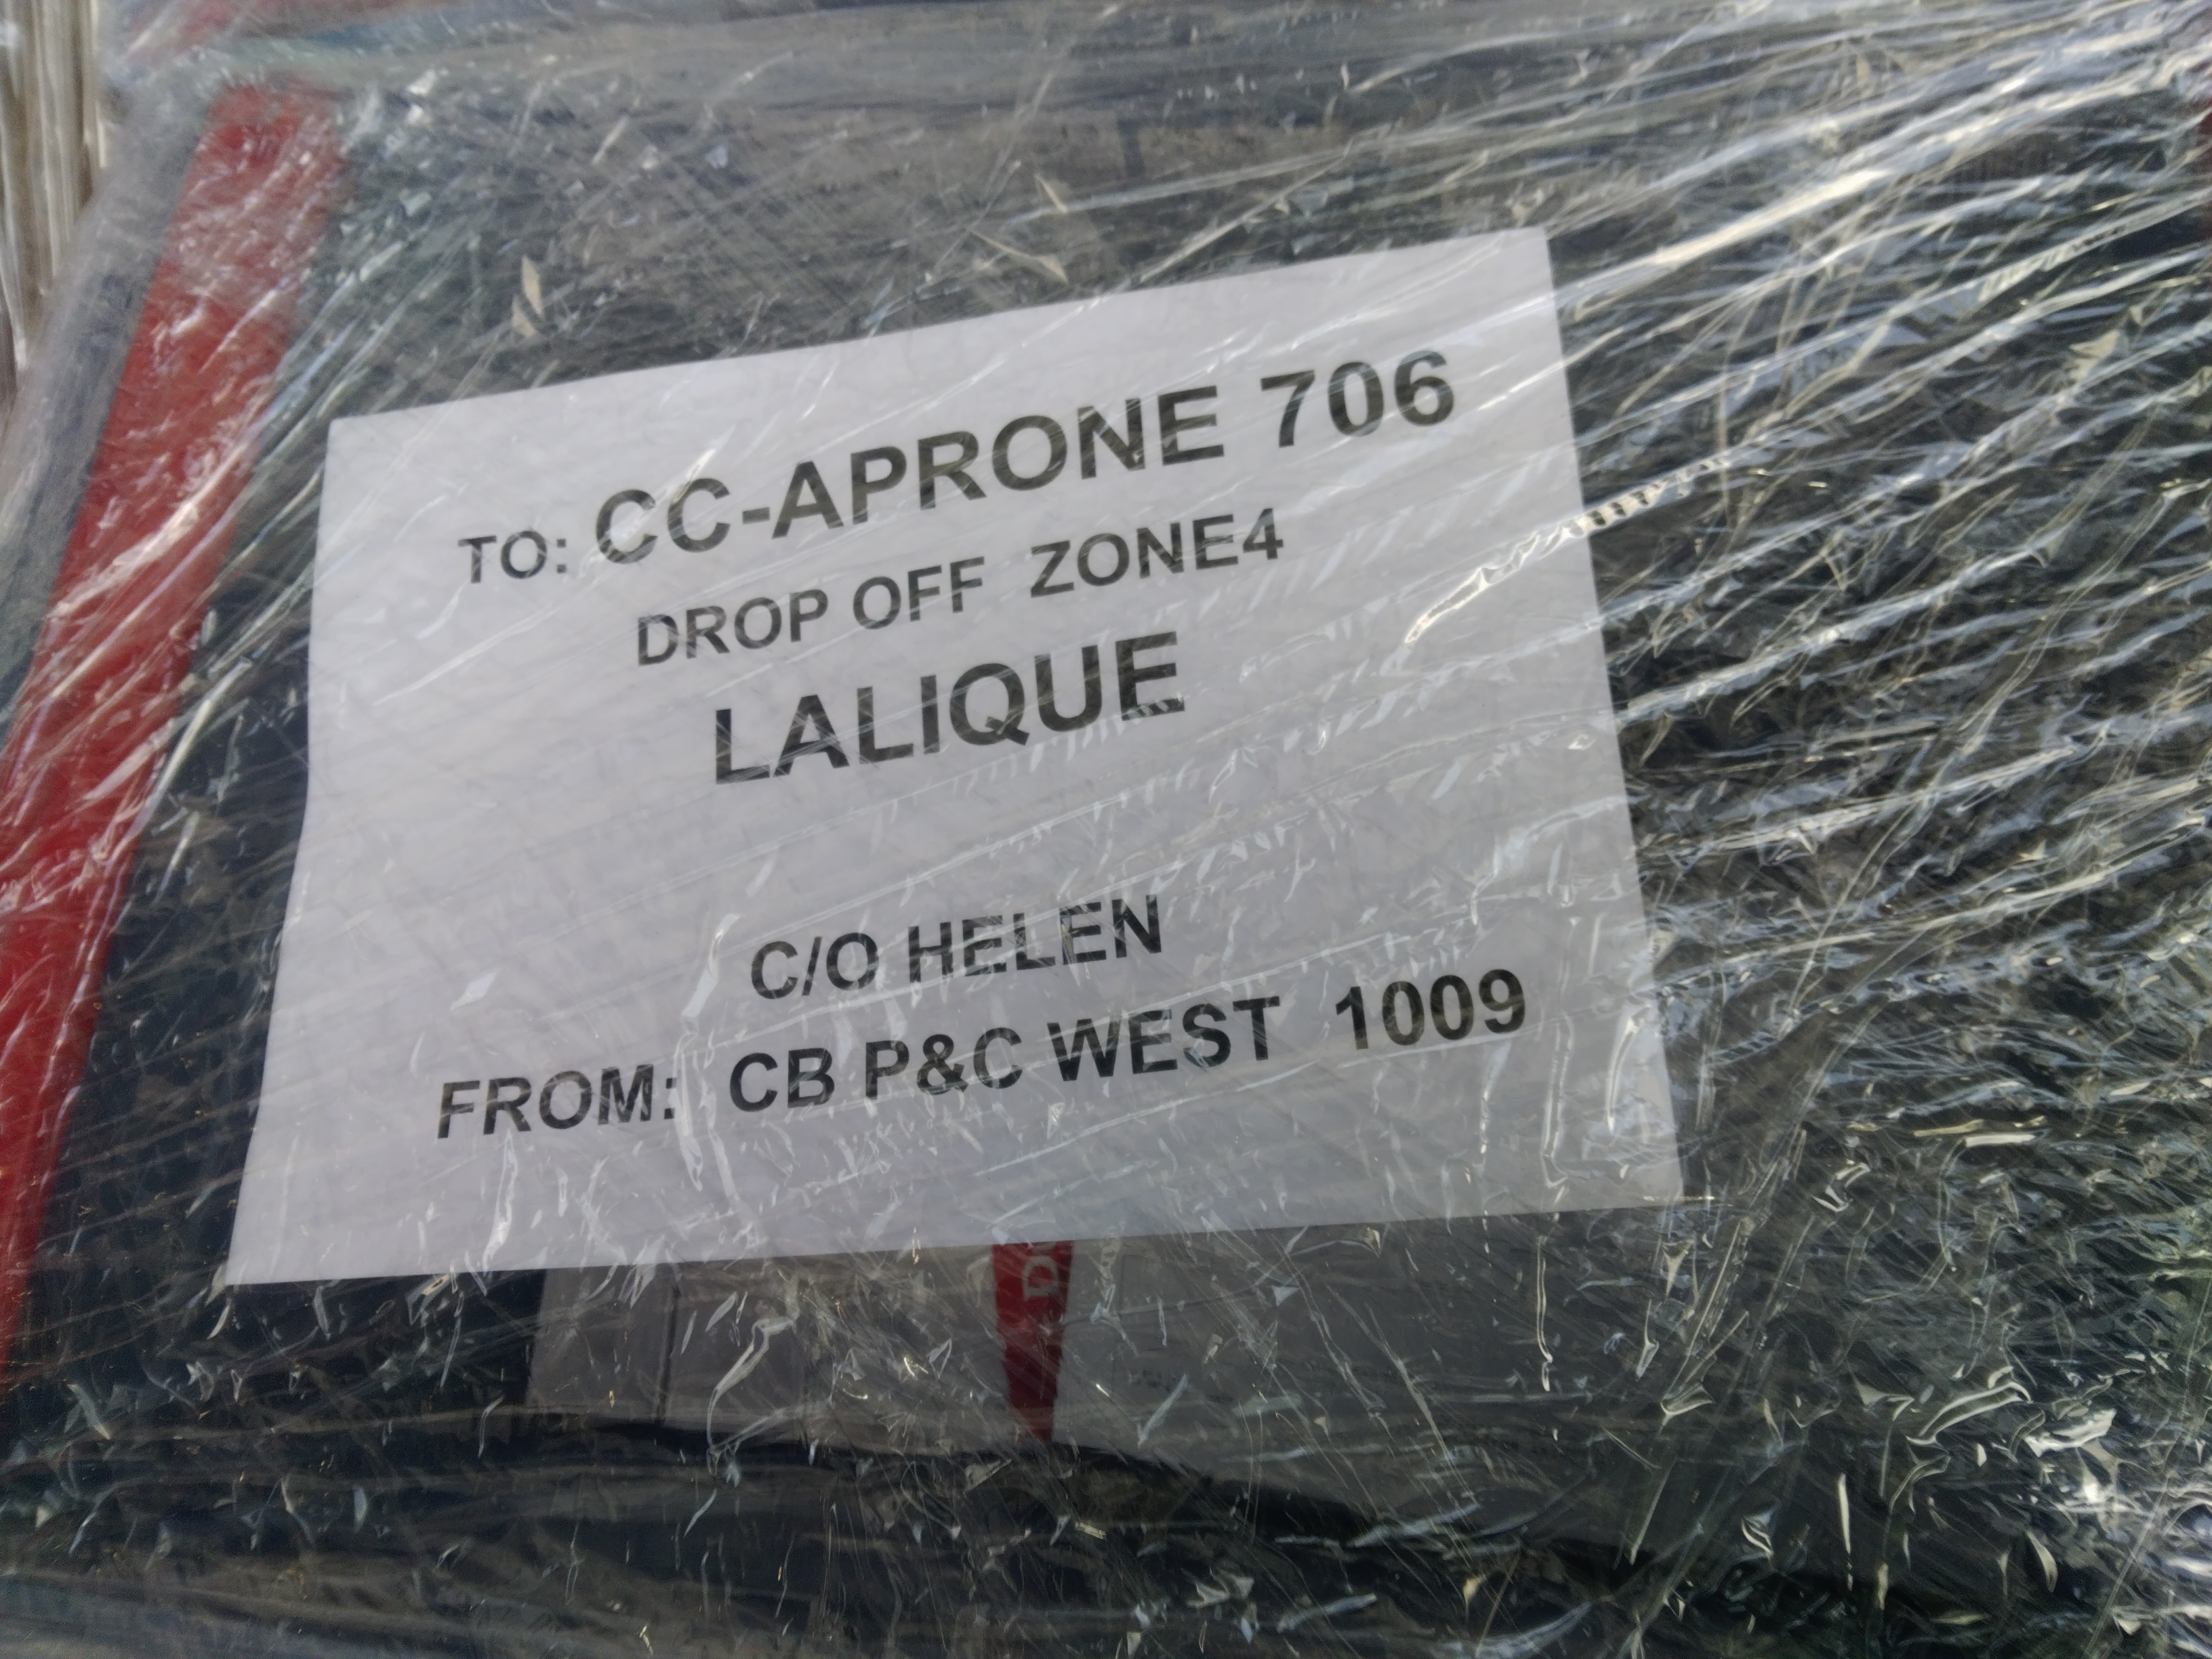 TO: CC-APRONE 706
DROP OFF ZONE4
LALIQUE
C/O HELEN
FROM: CB P&C WEST 1009